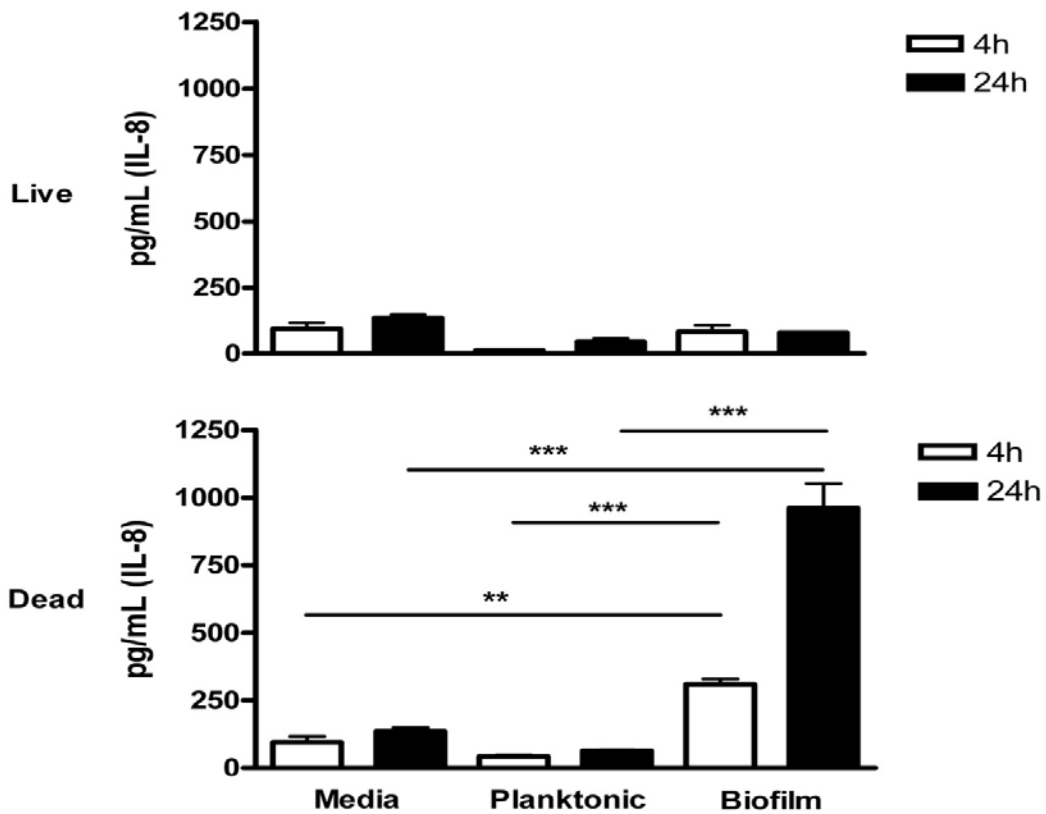 1250
1000
750
500
250
0
pg/mL (IL-8)
Live
4h
24h
1250
1000
750
500
250
0
pg/mL (IL-8)
Dead
***
***
***
**
4h
24h
Media Planktonic Biofilm